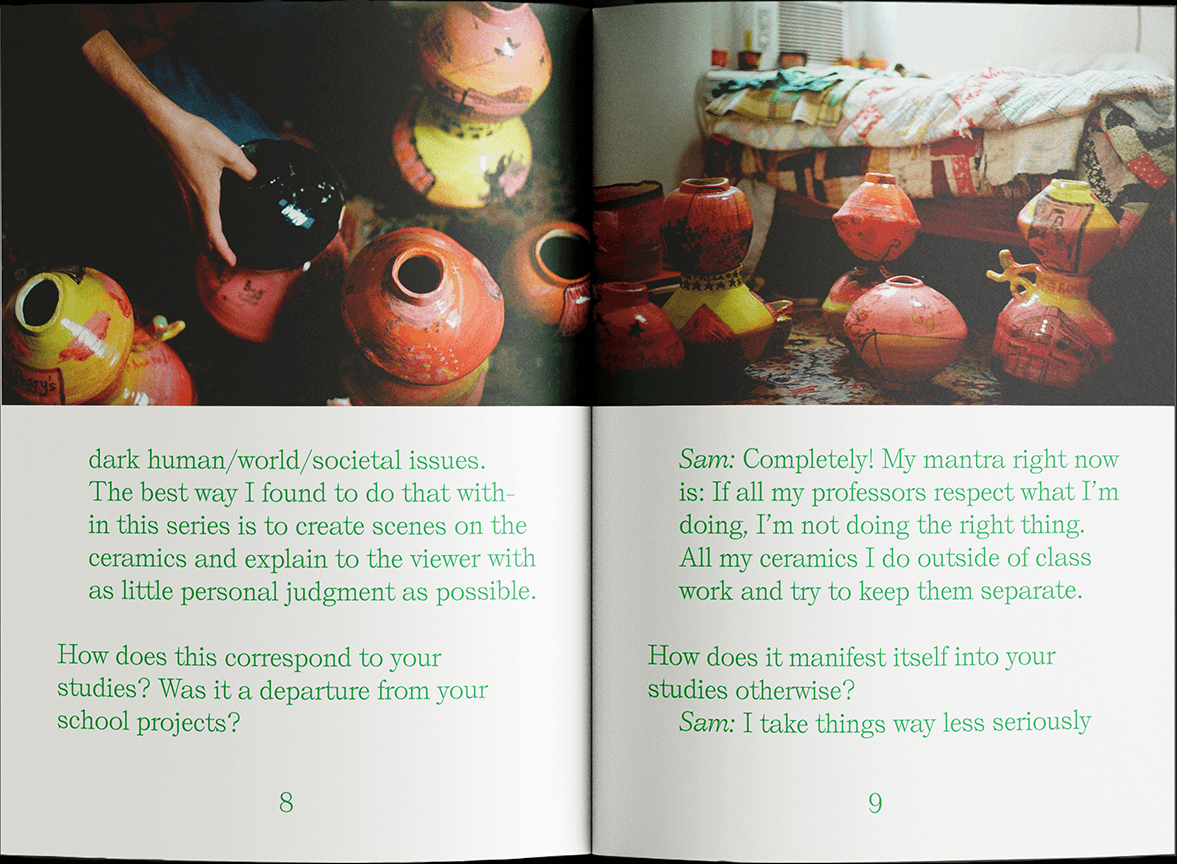 dark human/world/societal issues.
The best way I found to do that with-
in this series is to create scenes on the
ceramics and explain to the viewer with
as little personal judgment as possible.
How does this correspond to your
studies? Was it a departure from your
school projects?
8
Sam: Completely! My mantra right now
is: If all my professors respect what I'm
doing, I'm not doing the right thing.
All my ceramics I do outside of class
work and try to keep them separate.
How does it manifest itself into your
studies otherwise?
Sam: I take things way less seriously
9